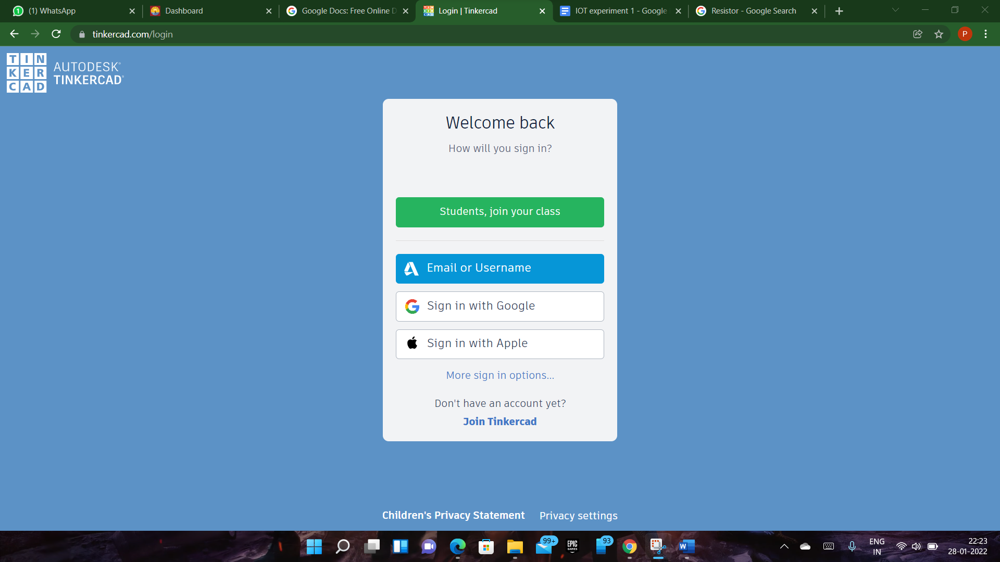 (1) WhatsApp
Dashboard
Google Docs: Free Online D
Login | Tinkercad
IOT experiment 1 - Google
Resistor - Google Search
tinkercad.com/login
P
TIN
KER
CAD
AUTODESK
TINKERCAD
Welcome back
How will you sign in?
Students, join your class
Email or Username
Sign in with Google
Sign in with Apple
More sign in options...
Don't have an account yet?
Join Tinkercad
Children's Privacy Statement
Privacy settings
99+
EPIC
GAMES
93
W
ENG
IN
22:23
28-01-2022